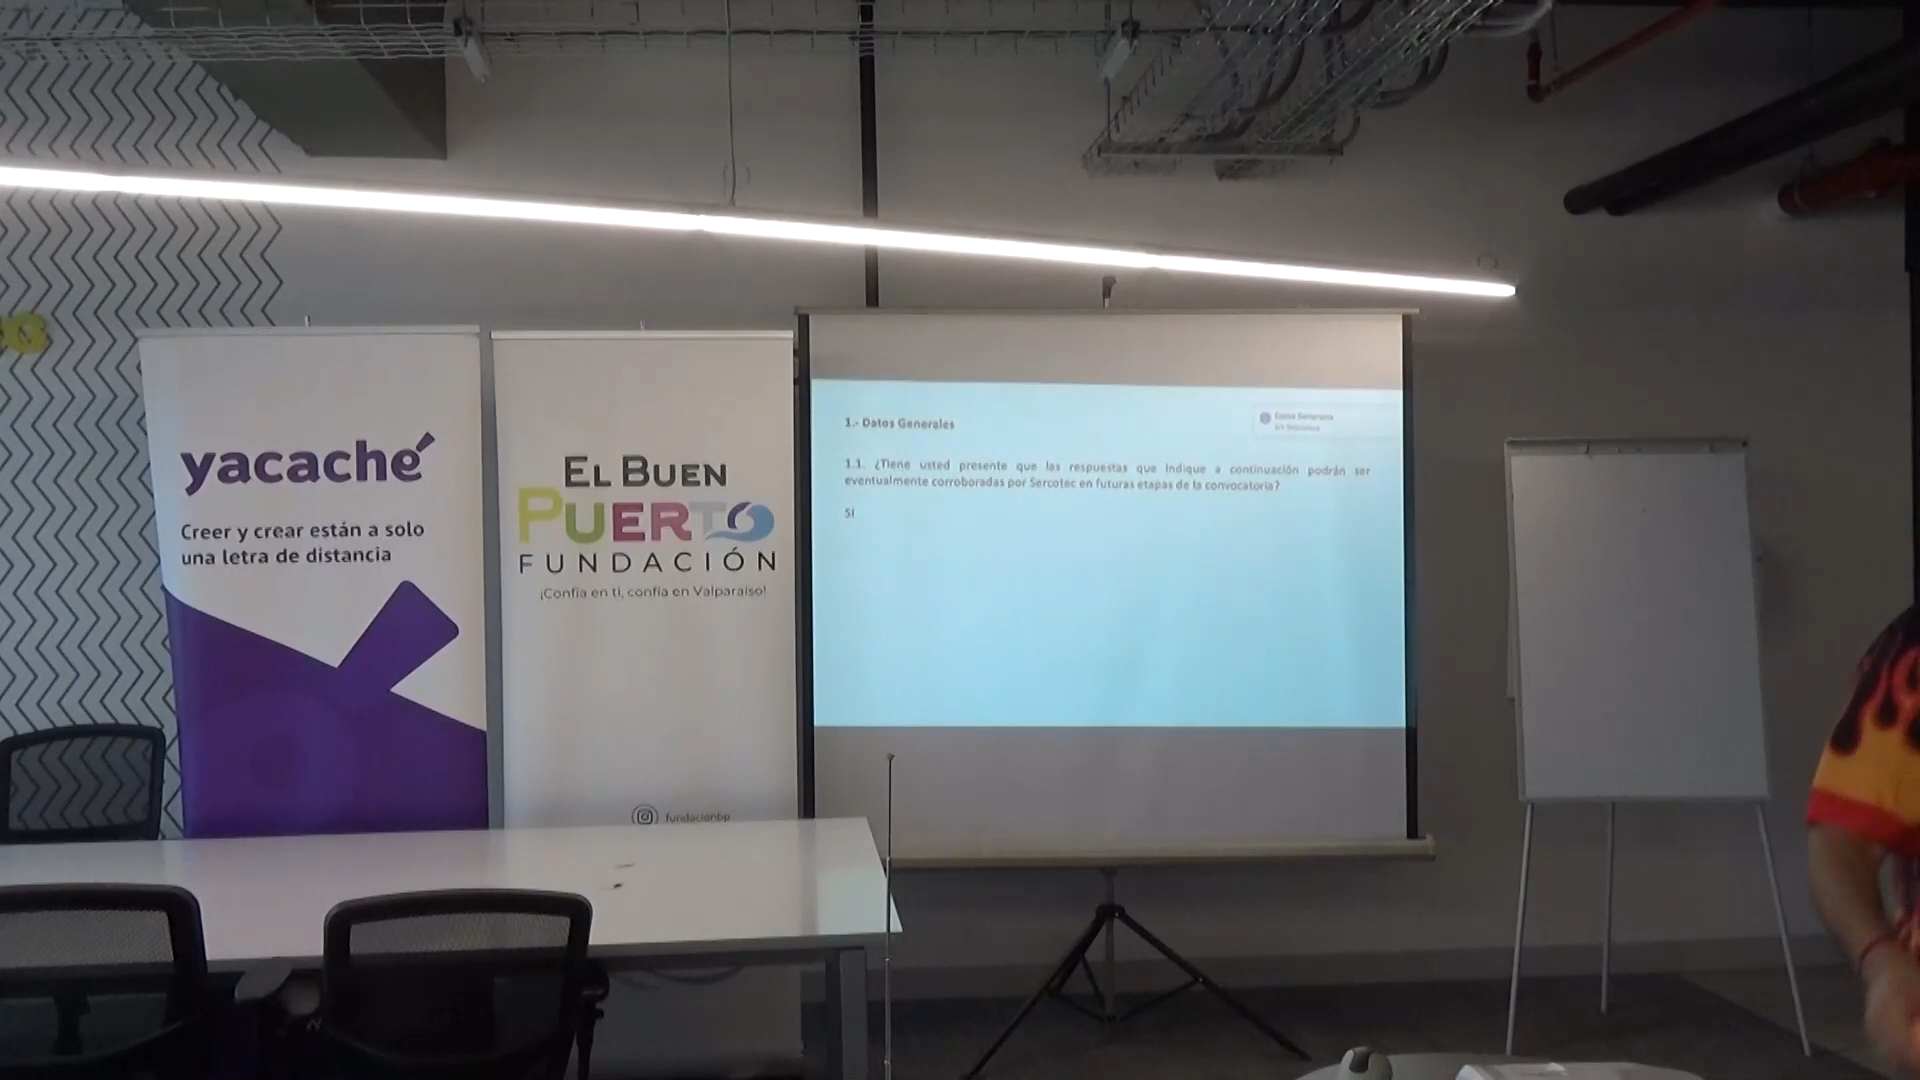 yacaché
Creer y crear están a solo
una letra de distancia
EL BUEN
PUERTO
FUNDACIÓN
¡Confía en ti, confía en Valparaíso!
fundacionbp
1.- Datos Generales
1.1. ¿Tiene usted presente que las respuestas que indique a continuación podrán ser
eventualmente corroboradas por Sercotec en futuras etapas de la convocatoria?
SI